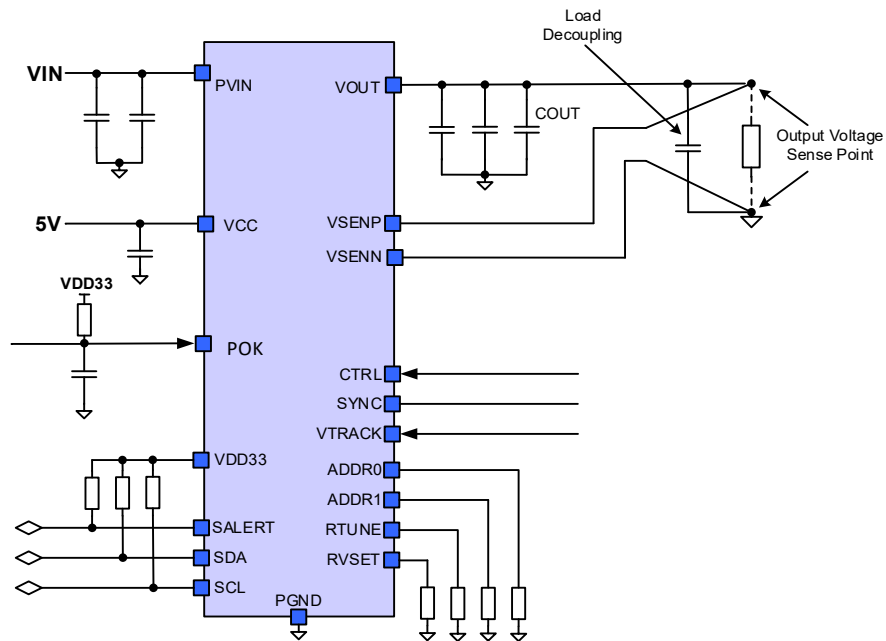 Load
Decoupling
VIN
PVIN
VOUT
COUT
Output Voltage
Sense Point
5V
VCC
VSENP
VSENN
VDD33
POK
CTRL
SYNC
VTRACK
VDD33
ADDR0
ADDR1
SALERT
RTUNE
SDA
RVSET
SCL
PGND